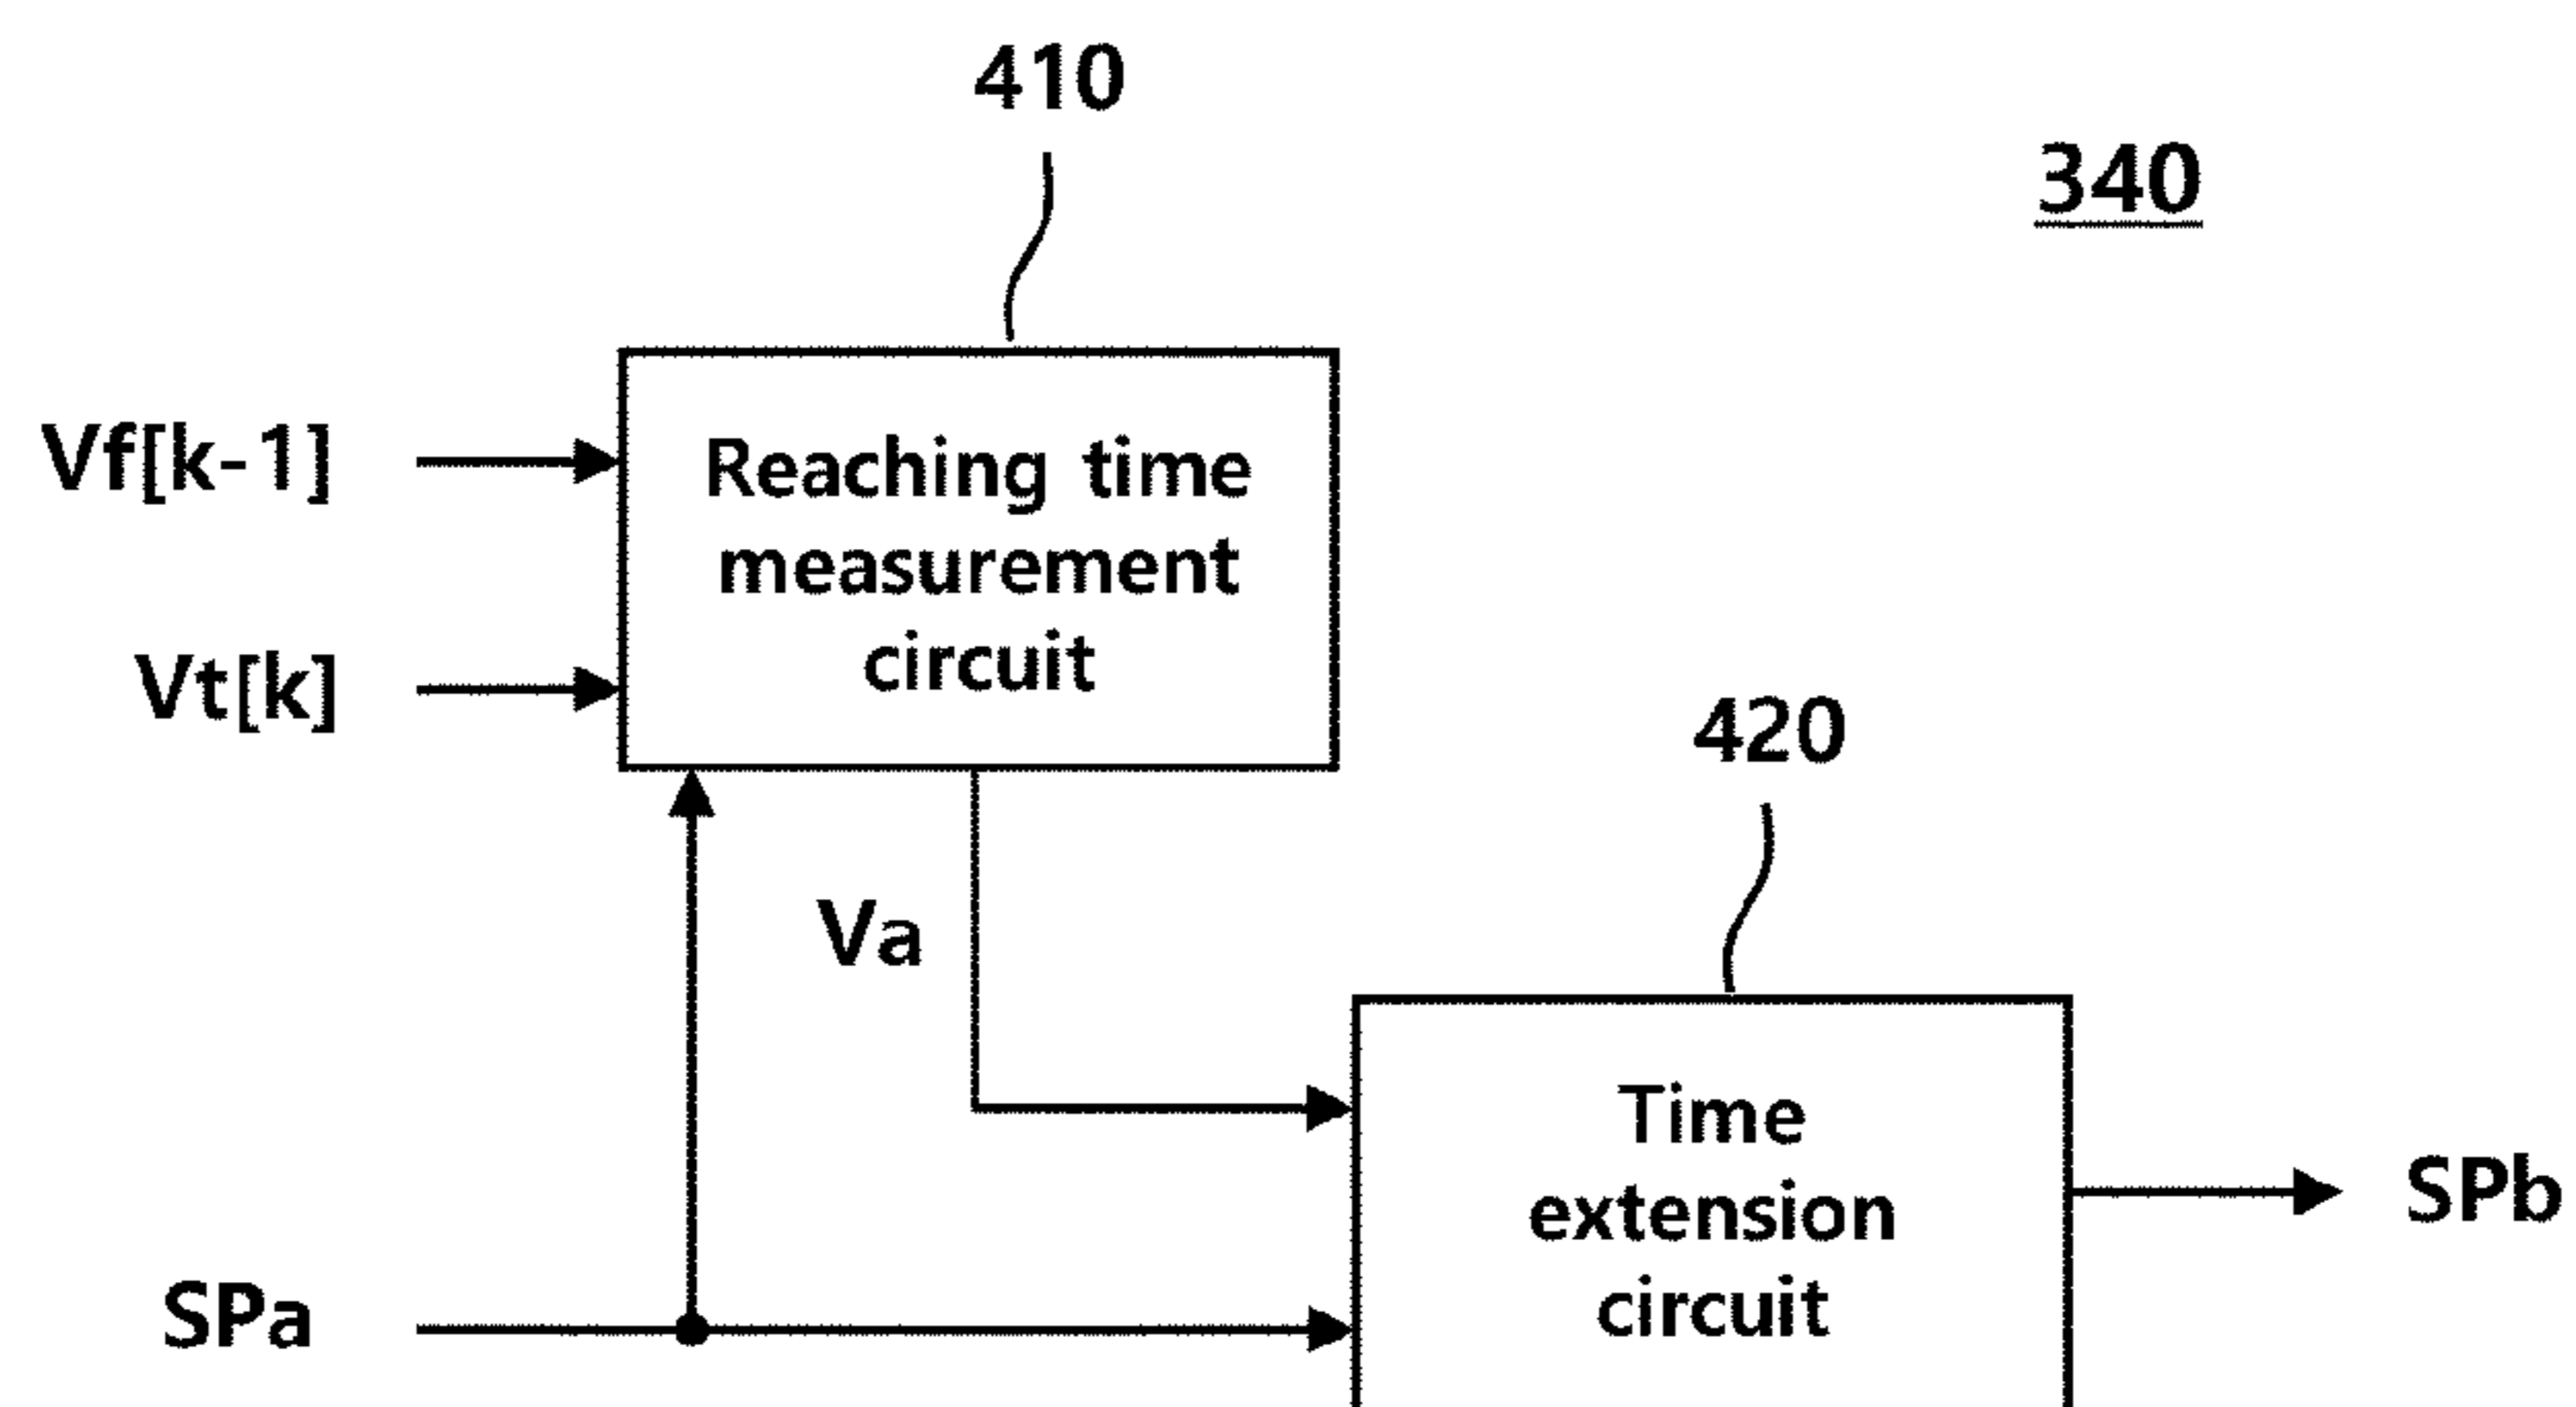 410
340
Vf[k-1]
Reaching time
measurement
circuit
Vt[k]
420
Va
Time
extension
circuit
SPb
SPa